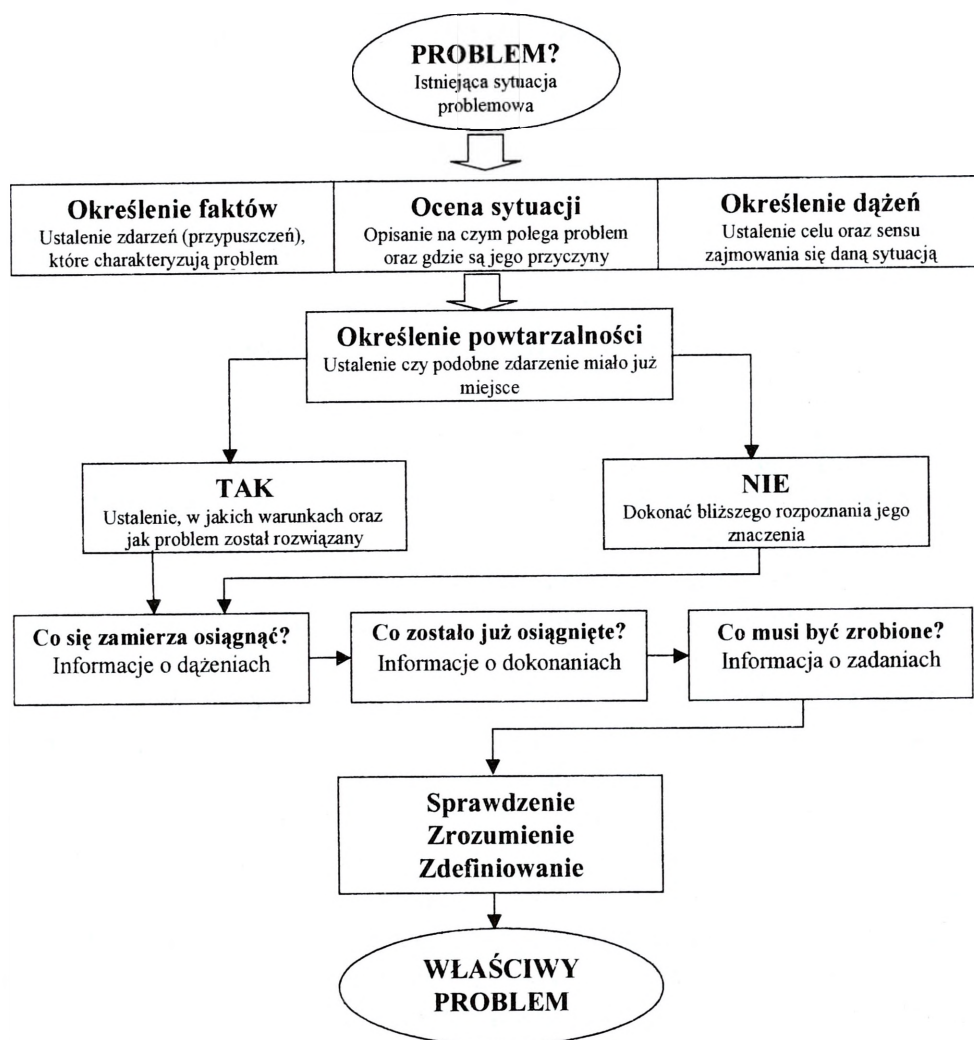 PROBLEM?
Istniejąca sytuacja
problemowa
Określenie faktów
Ustalenie zdarzeń (przypuszczeń),
które charakteryzują problem
Ocena sytuacji
Opisanie na czym polega problem
oraz gdzie są jego przyczyny
Określenie dążeń
Ustalenie celu oraz sensu
zajmowania się daną sytuacją
Określenie powtarzalności
Ustalenie czy podobne zdarzenie miało już
miejsce
TAK
Ustalenie, w jakich warunkach oraz
jak problem został rozwiązany
NIE
Dokonać bliższego rozpoznania jego
znaczenia
Co się zamierza osiągnąć?
Informacje o dążeniach
Co zostało już osiągnięte?
Informacje o dokonaniach
Co musi być zrobione?
Informacja o zadaniach
Sprawdzenie
Zrozumienie
Zdefiniowanie
WŁAŚCIWY
PROBLEM